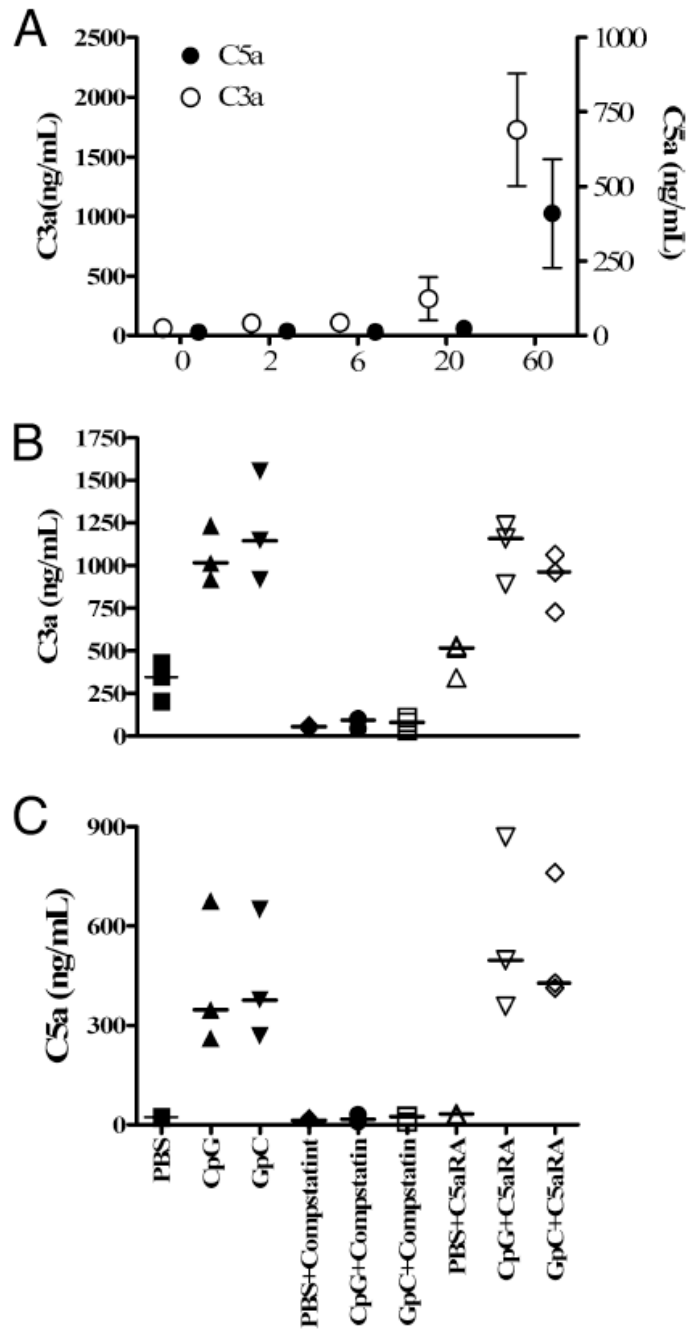 A
2500
2000
1500
1000
500
0
C3a(ng/mL)
C5a
C3a
1000
750
500
250
0
C5a (ng/mL)
0 2 6 20 60
B
1750
1500
1250
1000
750
500
250
0
C3a (ng/mL)
C
900
600
300
0
C5a (ng/mL)
PBS
CpG
GpC
PBS+Compstatint
CpG+Compstatin
GpC+Compstatin
PBS+C5aRA
CpG+C5aRA
GpC+C5aRA